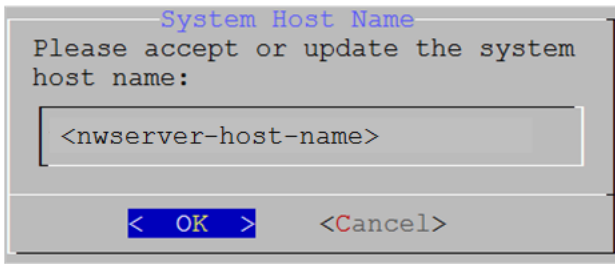 System Host Name
Please accept or update the system
host name:
<nwserver-host-name>
< OK > <Cancel>